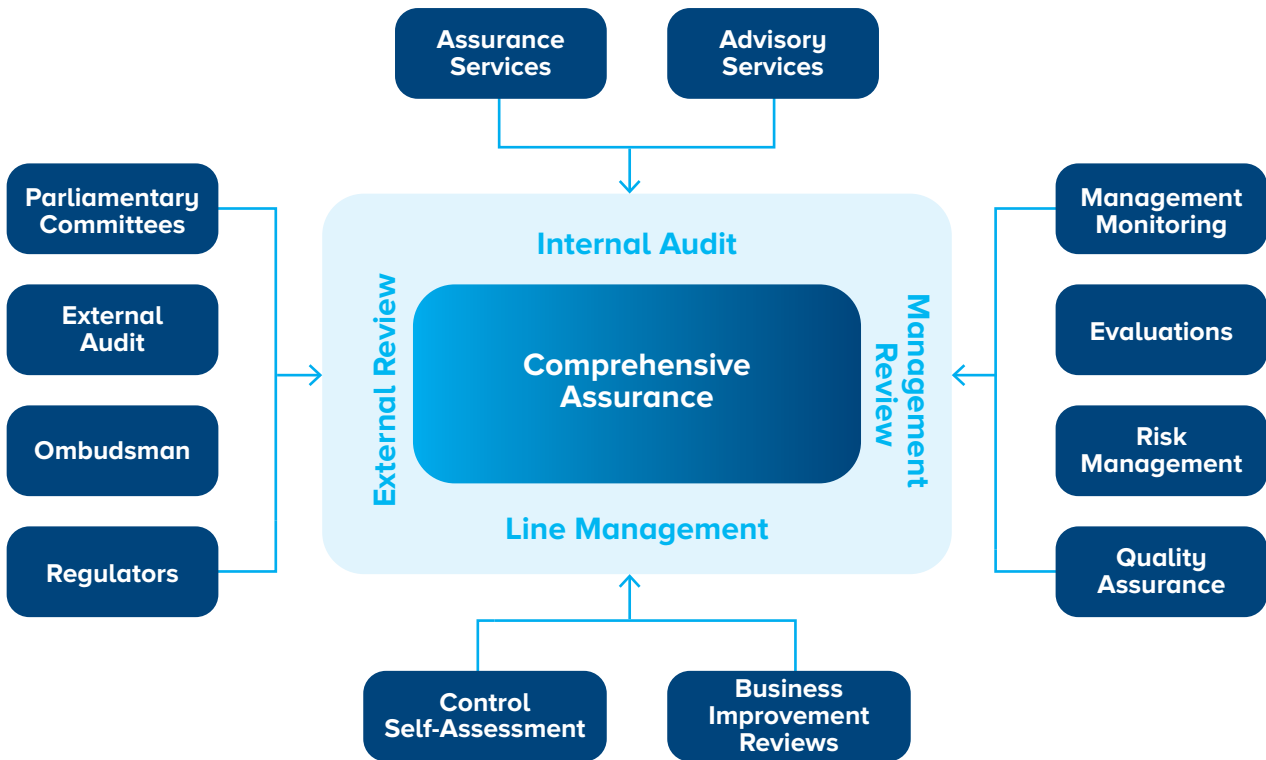 Assurance
Services
Advisory
Services
Parliamentary
Committees
External
Audit
Ombudsman
Regulators
Internal Audit
External Review
Comprehensive
Assurance
Management
Review
Line Management
Management
Monitoring
Evaluations
Risk
Management
Quality
Assurance
Control
Self-Assessment
Business
Improvement
Reviews